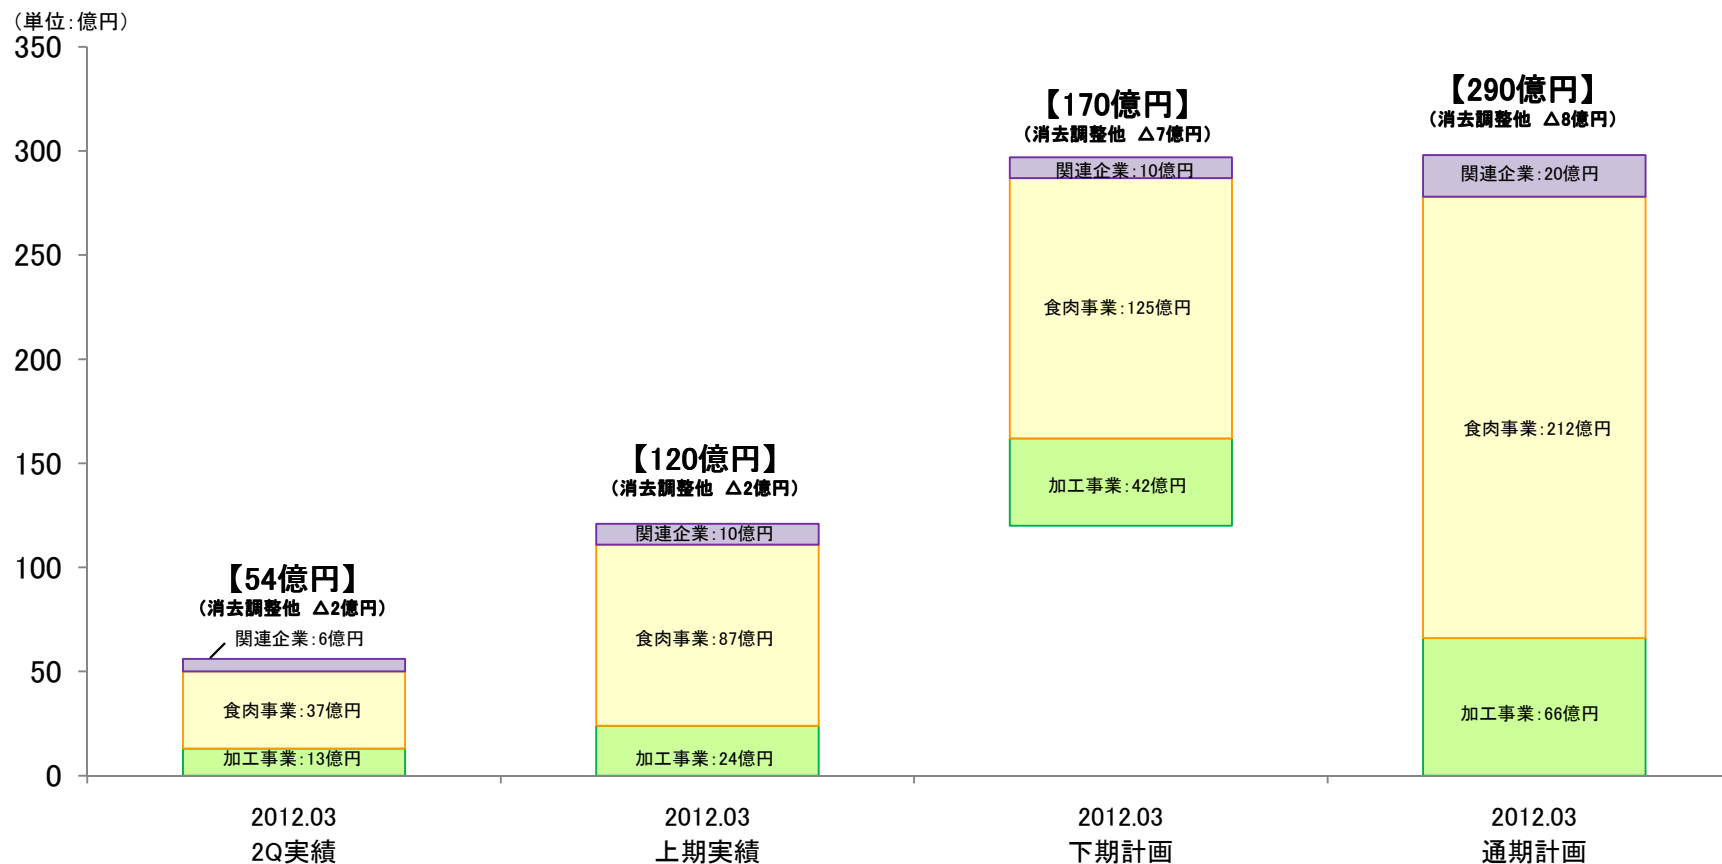 （単位：億円）
350
300
250
200
150
100
50
0
【54億円】
（消去調整他　△2億円）
関連企業：6億円
食肉事業：37億円
加工事業：13億円
【120億円】
（消去調整他　△2億円）
関連企業：10億円
食肉事業：87億円
加工事業：24億円
【170億円】
（消去調整他　△7億円）
関連企業：10億円
食肉事業：125億円
加工事業：42億円
【290億円】
（消去調整他　△8億円）
関連企業：20億円
食肉事業：212億円
加工事業：66億円
2012.03
2Q実績
2012.03
上期実績
2012.03
下期計画
2012.03
通期計画